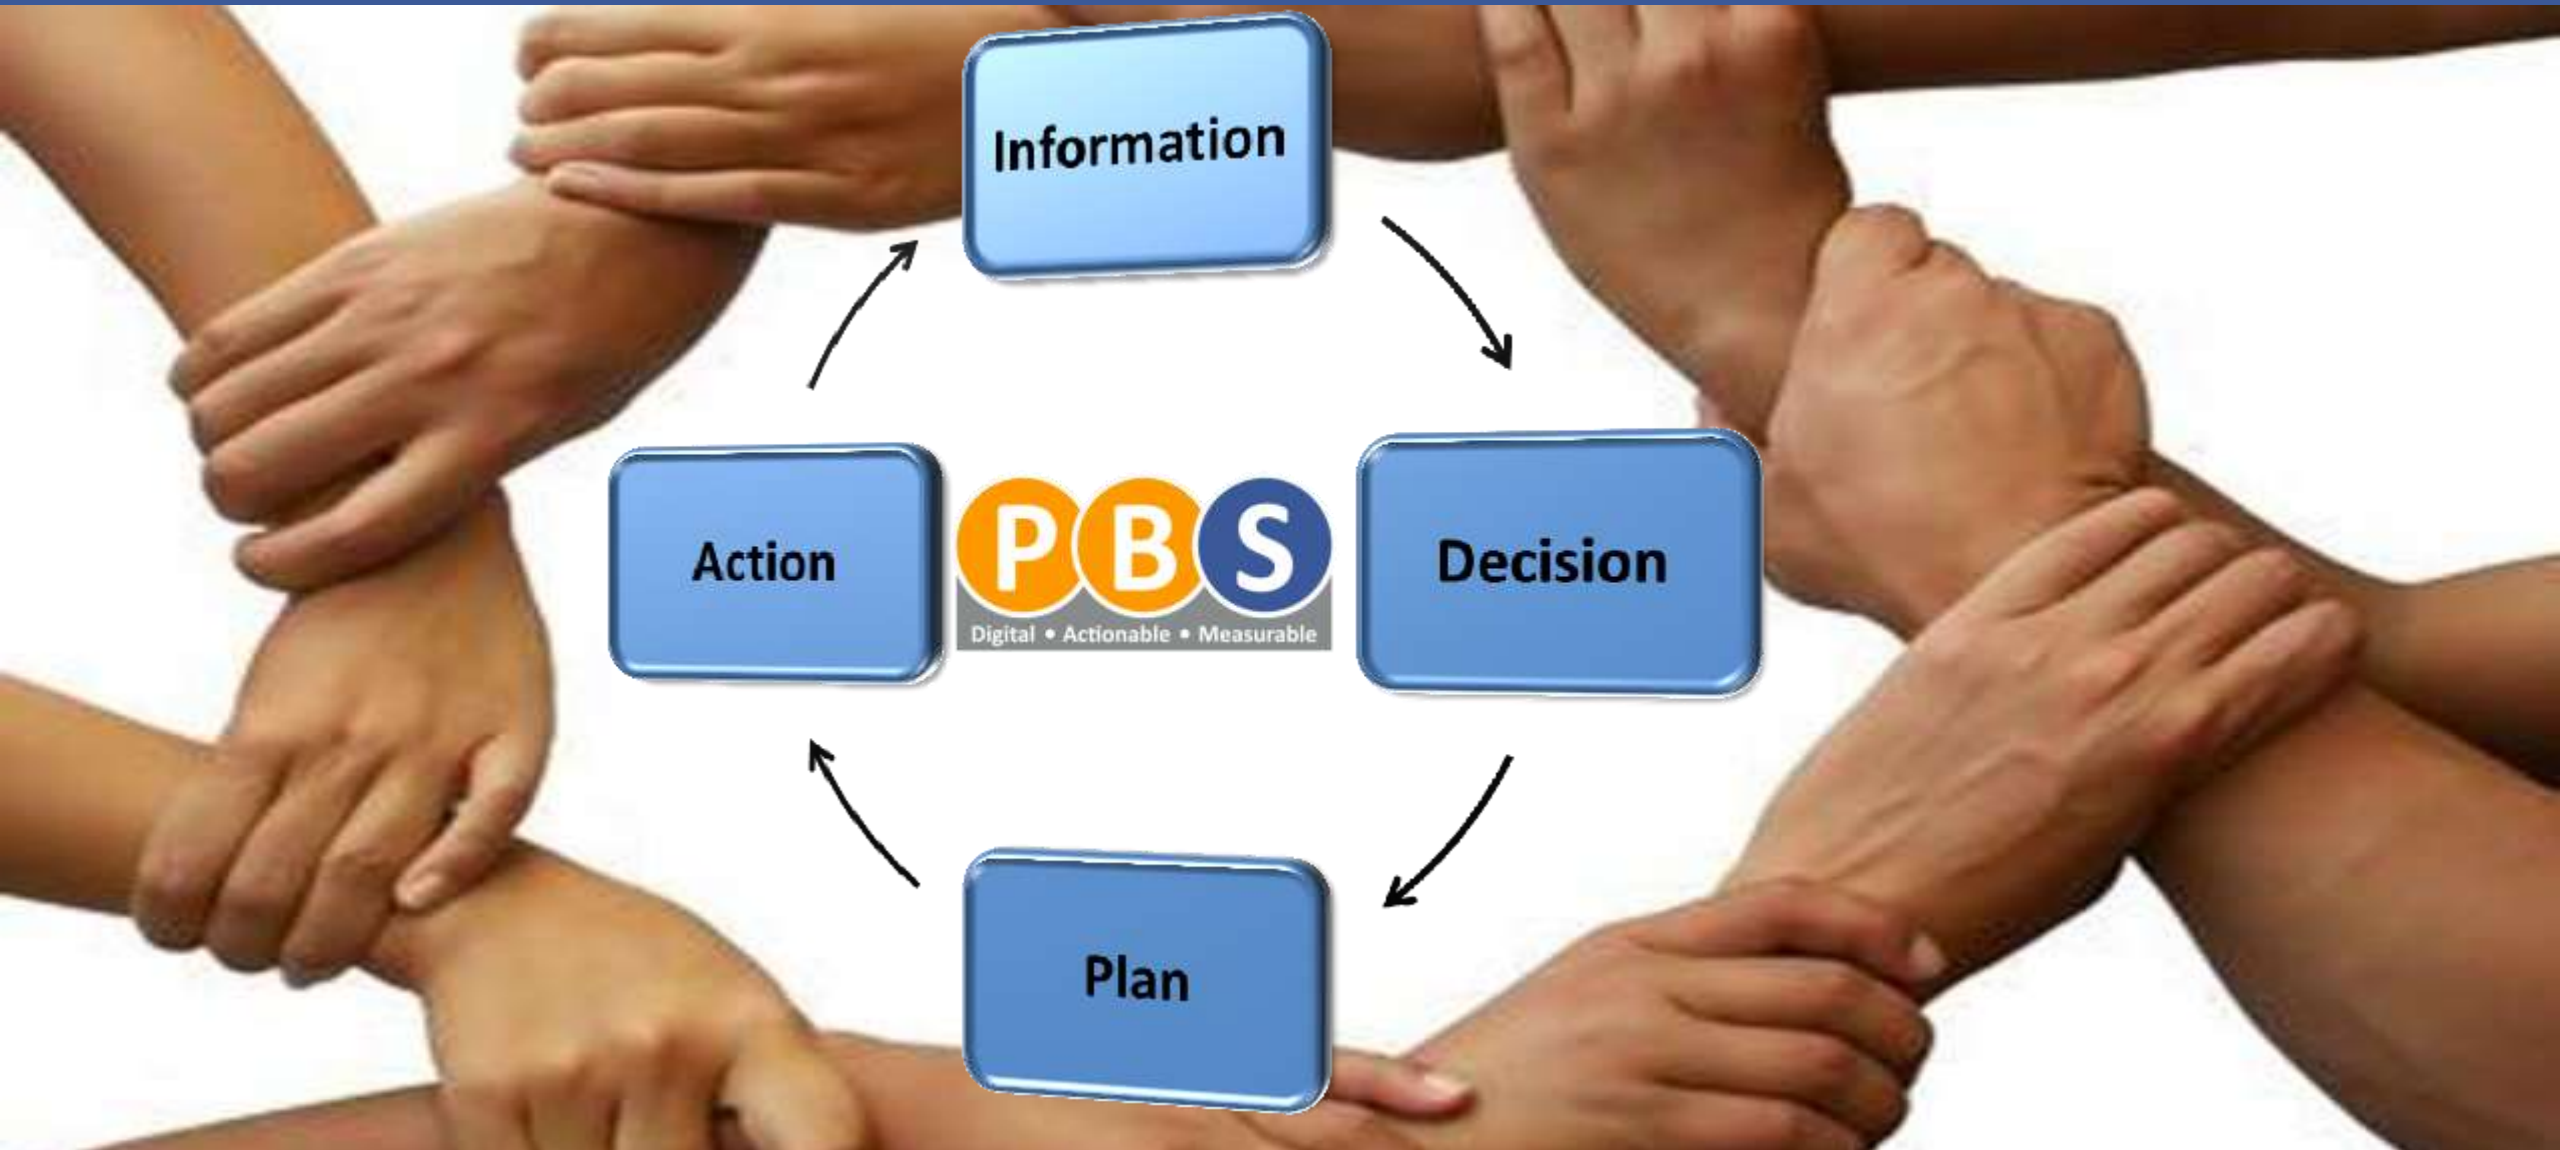 Information
Action
PBS
Digital • Actionable • Measurable
Decision
Plan